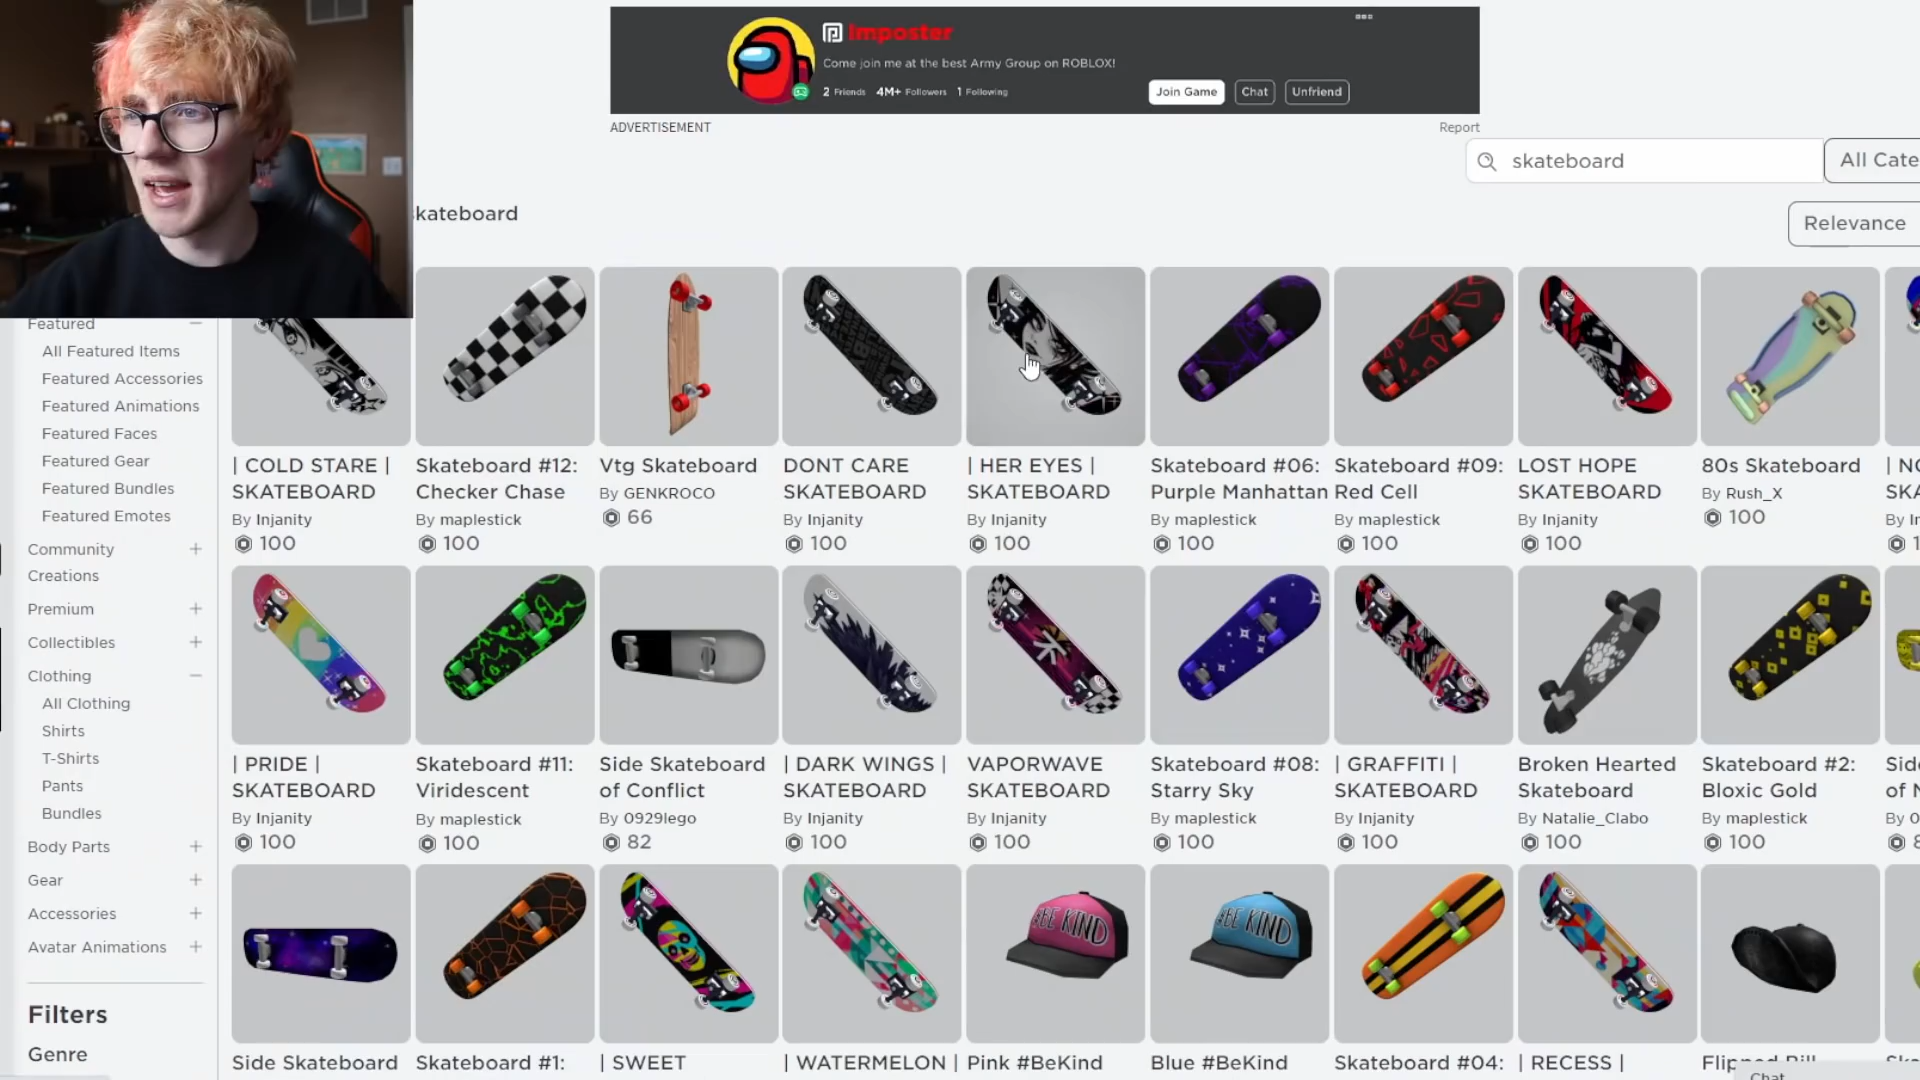 Imposter
Come join me at the best Army Group on ROBLOX!
2 Friends 4M+ Followers 1 Following
Join Game
Chat
Unfriend
ADVERTISEMENT
Report
skateboard
All Cate
skateboard
Relevance
Featured
All Featured Items
Featured Accessories
Featured Animations
Featured Faces
Featured Gear
Featured Bundles
Featured Emotes
Community
Creations
Premium
Collectibles
Clothing
All Clothing
Shirts
T-Shirts
Pants
Bundles
Body Parts
Gear
Accessories
Avatar Animations
Filters
Genre
| COLD STARE |
SKATEBOARD
By Injanity
100
Skateboard #12:
Checker Chase
By maplestick
100
Vtg Skateboard
By GENKROCO
66
DONT CARE
SKATEBOARD
By Injanity
100
| HER EYES |
SKATEBOARD
By Injanity
100
Skateboard #06:
Purple Manhattan
By maplestick
100
Skateboard #09:
Red Cell
By maplestick
100
LOST HOPE
SKATEBOARD
By Injanity
100
80s Skateboard
By Rush_X
100
| PRIDE |
SKATEBOARD
By Injanity
100
Skateboard #11:
Viridescent
By maplestick
100
Side Skateboard
of Conflict
By 0929lego
82
| DARK WINGS |
SKATEBOARD
By Injanity
100
VAPORWAVE
SKATEBOARD
By Injanity
100
Skateboard #08:
Starry Sky
By maplestick
100
| GRAFFITI |
SKATEBOARD
By Injanity
100
Broken Hearted
Skateboard
By Natalie_Clabo
100
Skateboard #2:
Bloxic Gold
By maplestick
100
#BE KIND
#BE KIND
Side Skateboard
Skateboard #1:
| SWEET
| WATERMELON |
Pink #BeKind
Blue #BeKind
Skateboard #04:
| RECESS |
Flipped Bill
Chat